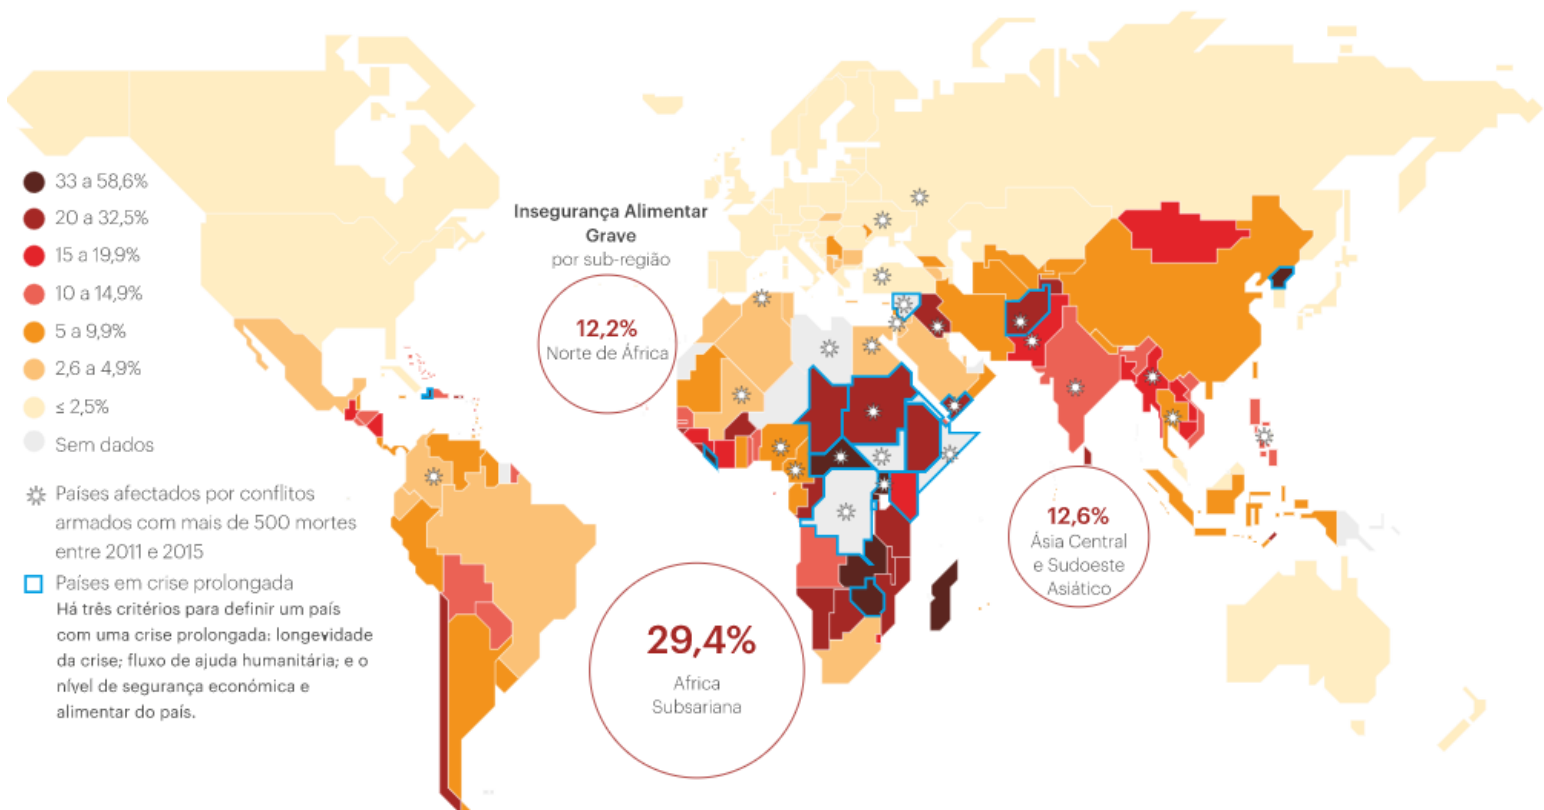 33 a 58,6%
20 a 32,5%
15 a 19,9%
10 a 14,9%
5 a 9,9%
2,6 a 4,9%
≤ 2,5%
Sem dados
Países afectados por conflitos
armados com mais de 500 mortes
entre 2011 e 2015
Países em crise prolongada
Há três critérios para definir um país
com uma crise prolongada: longevidade
da crise; fluxo de ajuda humanitária; e o
nível de segurança económica e
alimentar do país.
Insegurança Alimentar
Grave
por sub-região
12,2%
Norte de África
29,4%
Africa
Subsariana
12,6%
Ásia Central
e Sudoeste
Asiático